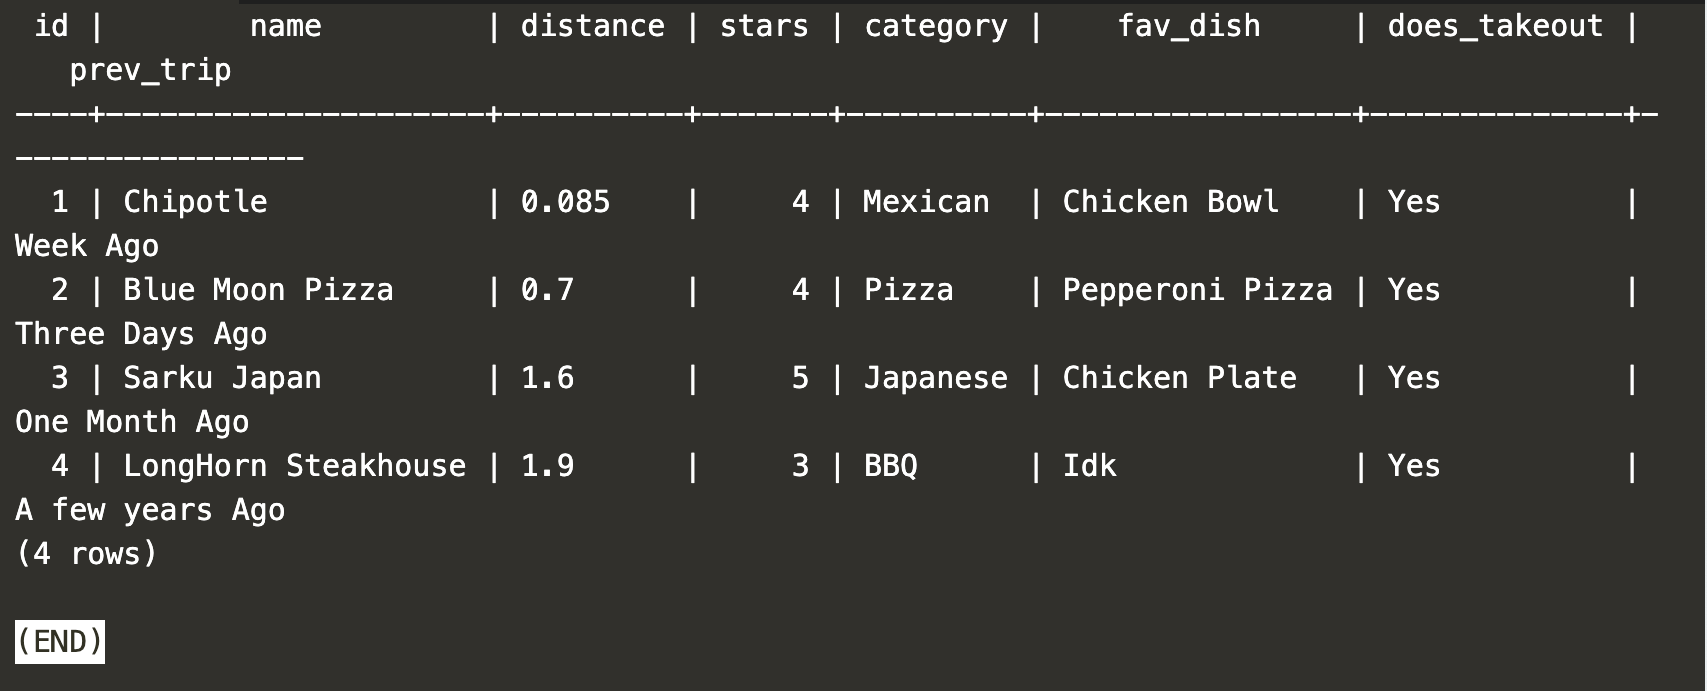 id |        name         | distance | stars | category |    fav_dish     | does_takeout |
   prev_trip
----+---------------------+----------+-------+----------+-----------------+--------------+-
----------------
  1 | Chipotle            | 0.085    |     4 | Mexican  | Chicken Bowl    | Yes          |
Week Ago
  2 | Blue Moon Pizza     | 0.7      |     4 | Pizza    | Pepperoni Pizza | Yes          |
Three Days Ago
  3 | Sarku Japan         | 1.6      |     5 | Japanese | Chicken Plate   | Yes          |
One Month Ago
  4 | LongHorn Steakhouse | 1.9      |     3 | BBQ      | Idk             | Yes          |
A few years Ago
(4 rows)

(END)